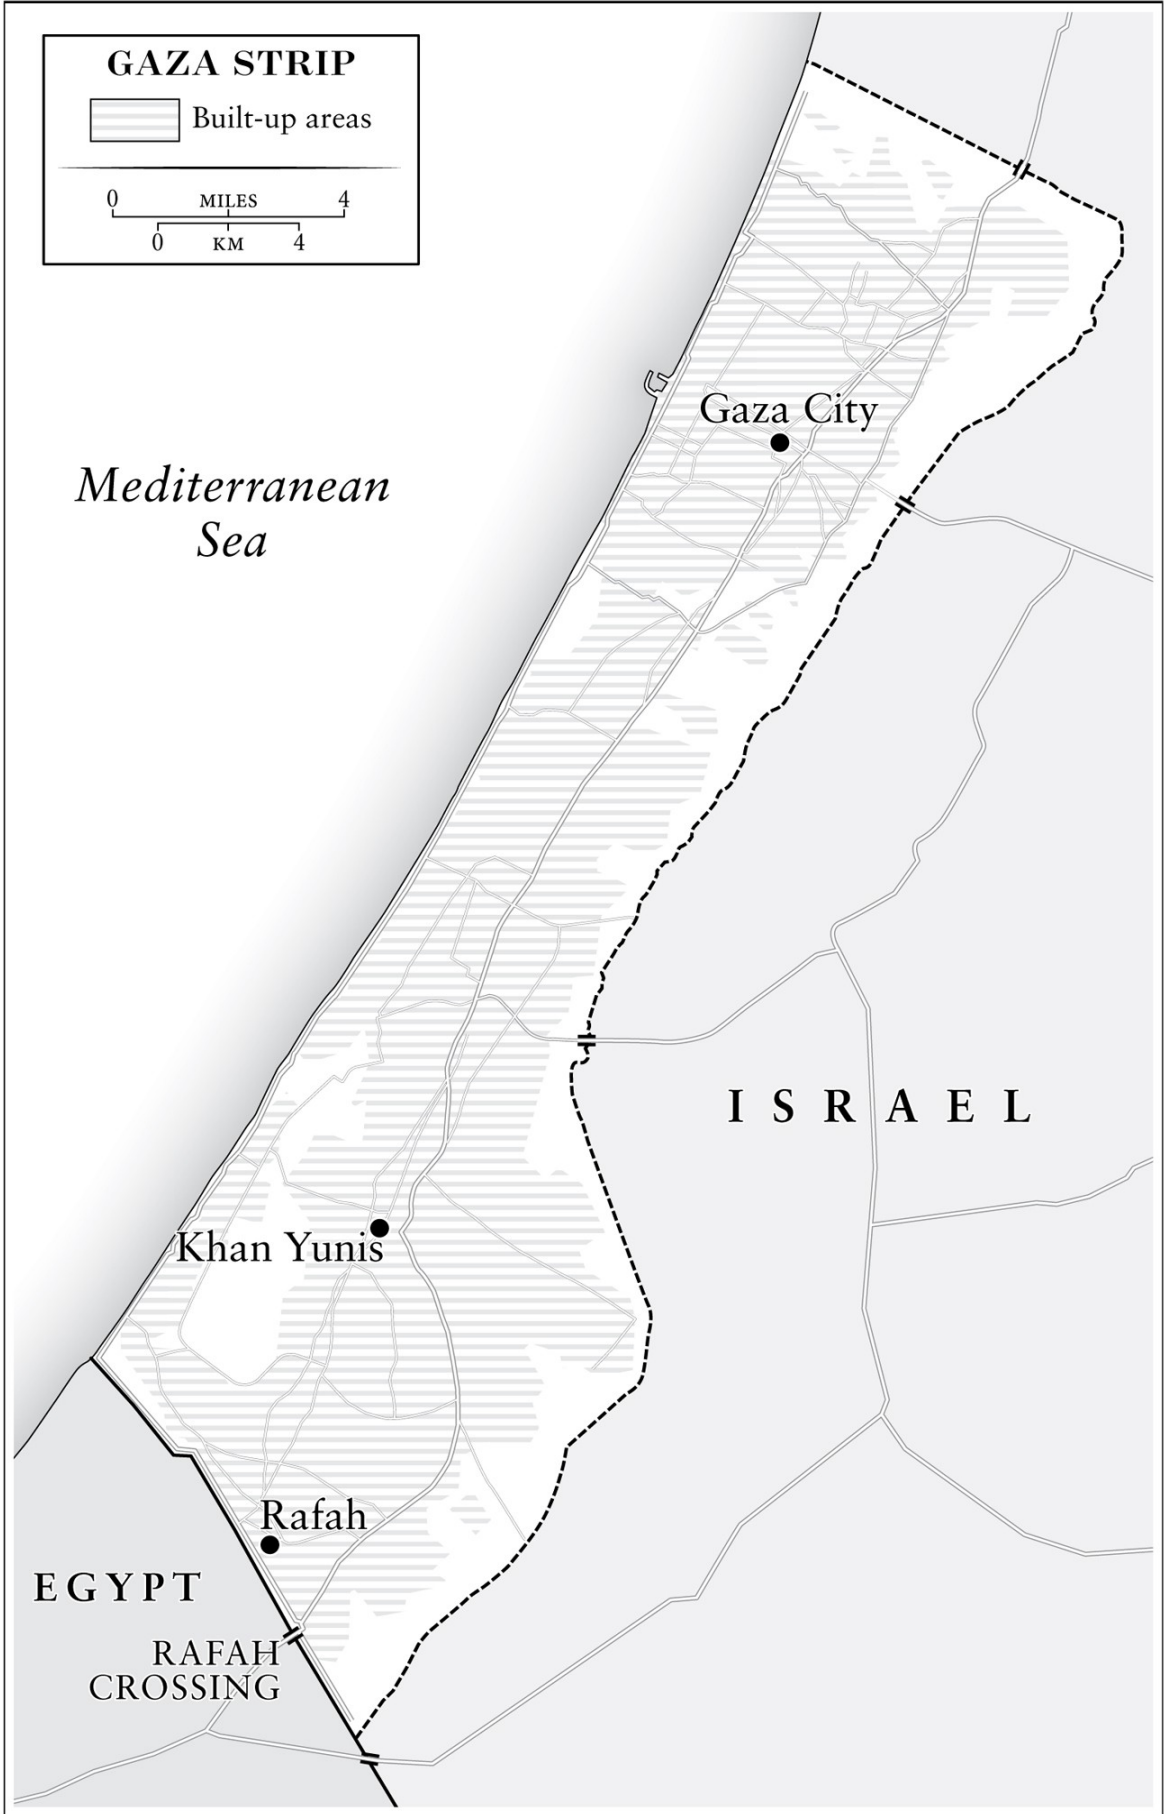 GAZA STRIP
Built-up areas
0 MILES 4
0 KM 4
Gaza City
Mediterranean
Sea
ISRAEL
Khan Yunis
Rafah
EGYPT
RAFAH
CROSSING